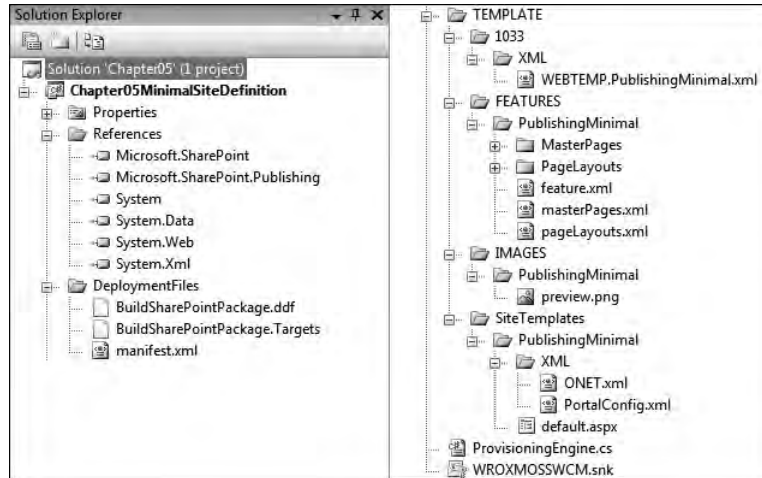 Solution Explorer
Solution 'Chapter05' (1 project)
Chapter05MinimalSiteDefinition
Properties
References
Microsoft.SharePoint
Microsoft.SharePoint.Publishing
System
System.Data
System.Web
System.Xml
DeploymentFiles
BuildSharePointPackage.ddf
BuildSharePointPackage.Targets
manifest.xml
TEMPLATE
1033
XML
WEBTEMP.PublishingMinimal.xml
FEATURES
PublishingMinimal
MasterPages
PageLayouts
feature.xml
masterPages.xml
pageLayouts.xml
IMAGES
PublishingMinimal
preview.png
SiteTemplates
PublishingMinimal
XML
ONET.xml
PortalConfig.xml
default.aspx
ProvisioningEngine.cs
WROXMOSSWCM.snk